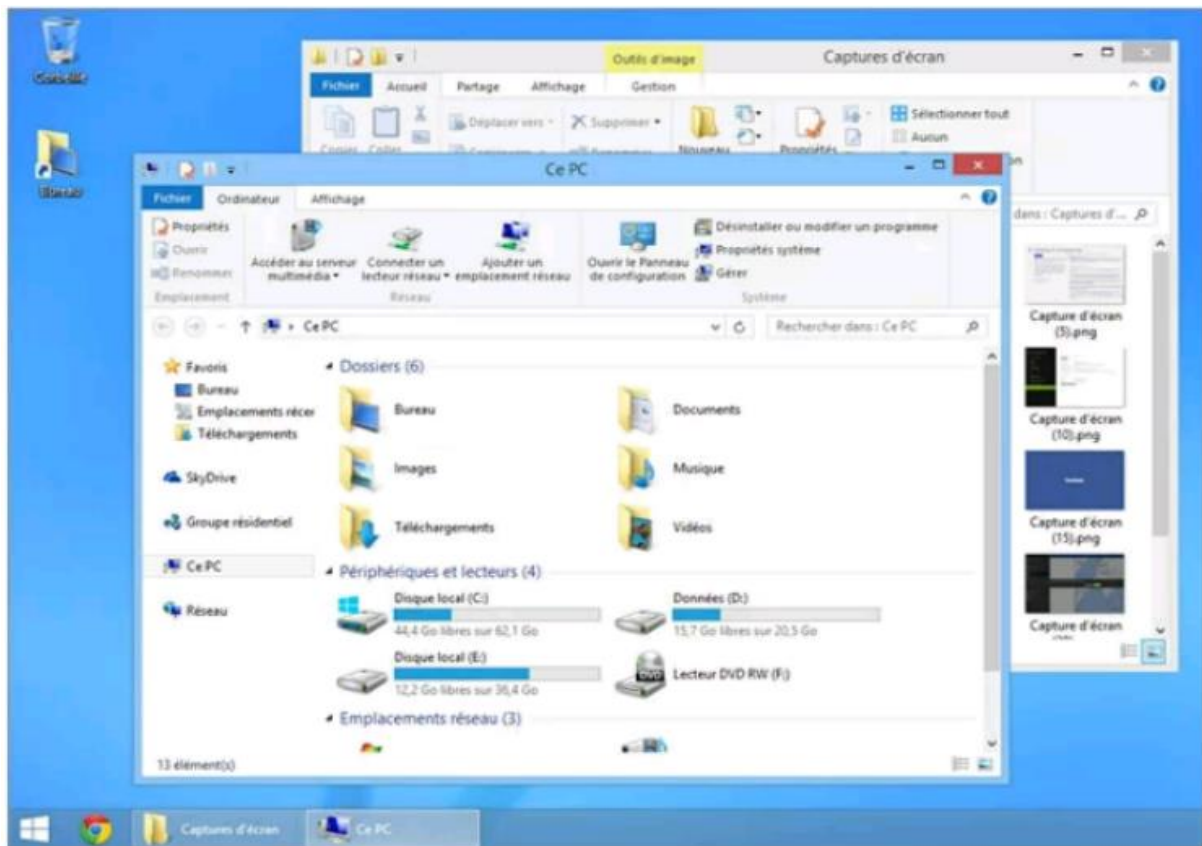 Corbeille
Bureau
Outils d'image
Captures d'écran
Fichier Accueil Partage Affichage Gestion
Copier Coller
Déplacer vers
Supprimer
Nouveau
Propriétés
Sélectionner tout
Aucun
Ce PC
Fichier Ordinateur Affichage
Propriétés
Ouvrir
Renommer
Emplacement
Accéder au serveur
multimédia
Connecter un
lecteur réseau
Ajouter un
emplacement réseau
Réseau
Ouvrir le Panneau
de configuration
Désinstaller ou modifier un programme
Propriétés système
Gérer
Système
Ce PC
Rechercher dans : Ce PC
dans : Captures d'...
Favoris
Bureau
Emplacements récer
Téléchargements
SkyDrive
Groupe résidentiel
Ce PC
Réseau
Dossiers (6)
Bureau
Documents
Images
Musique
Téléchargements
Vidéos
Périphériques et lecteurs (4)
Disque local (C:)
44,4 Go libres sur 62,1 Go
Données (D:)
15,7 Go libres sur 20,5 Go
Disque local (E:)
12,2 Go libres sur 36,4 Go
DVD
Lecteur DVD RW (F:)
Emplacements réseau (3)
13 élément(s)
Capture d'écran
(5).png
Capture d'écran
(10).png
Capture d'écran
(15).png
Capture d'écran
Captures d'écran
Ce PC